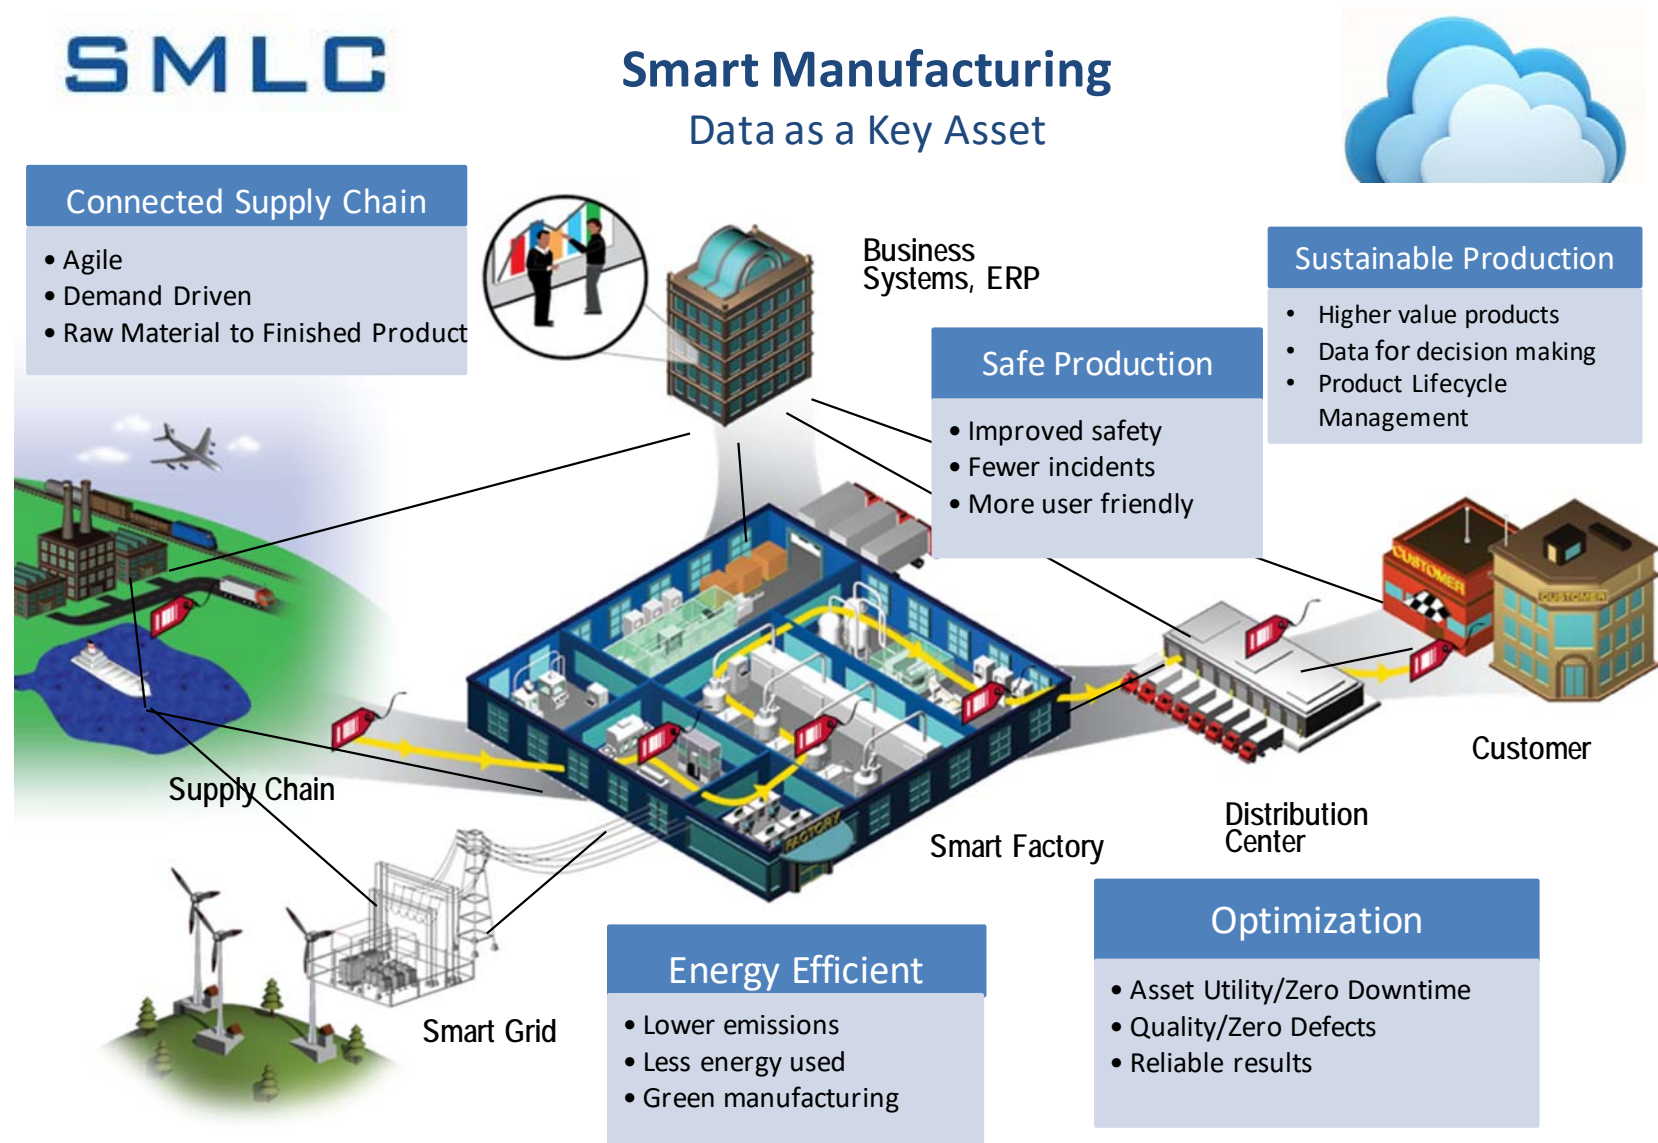 SMLC
Smart Manufacturing
Data as a Key Asset
Connected Supply Chain
• Agile
• Demand Driven
• Raw Material to Finished Product
Business
Systems, ERP
Sustainable Production
• Higher value products
• Data for decision making
• Product Lifecycle
Management
Safe Production
• Improved safety
• Fewer incidents
• More user friendly
CUSTOMER
CUSTOMER
Customer
Supply Chain
FACTORY
Smart Factory
Distribution
Center
Smart Grid
Energy Efficient
• Lower emissions
• Less energy used
• Green manufacturing
Optimization
• Asset Utility/Zero Downtime
• Quality/Zero Defects
• Reliable results